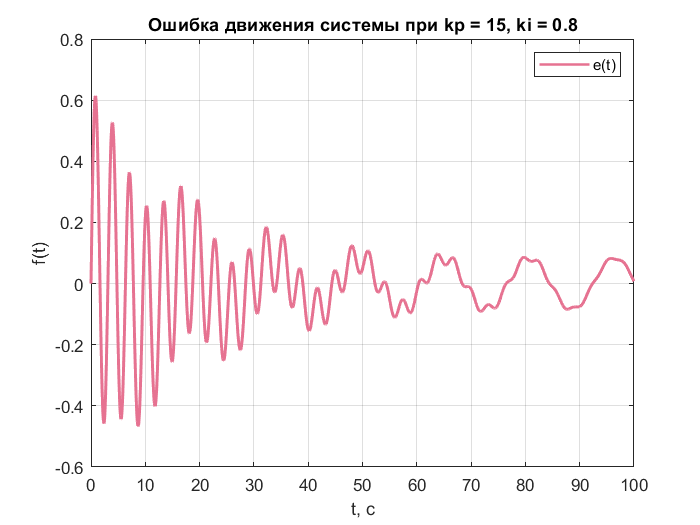 Ошибка движения системы при kp = 15, ki = 0.8
e(t)
f(t)
0.8
0.6
0.4
0.2
0
-0.2
-0.4
-0.6
0 10 20 30 40 50 60 70 80 90 100
t, c